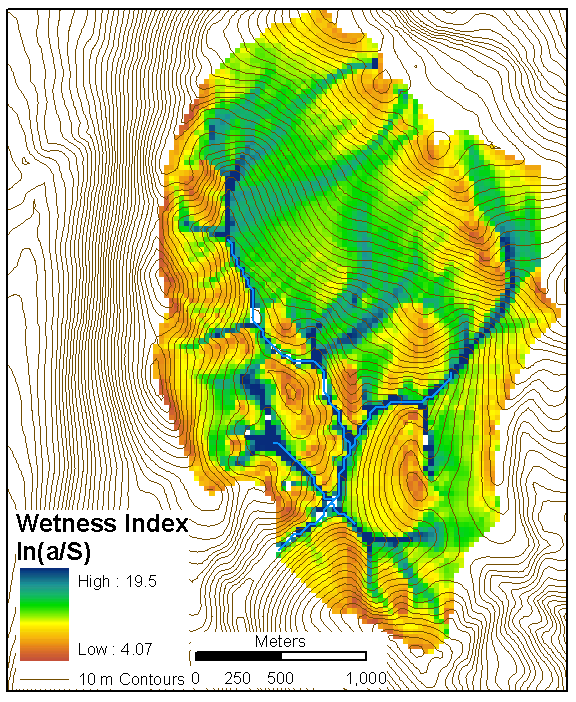 Wetness Index
ln(a/S)
High : 19.5
Low : 4.07
10 m Contours
Meters
0 250 500 1,000